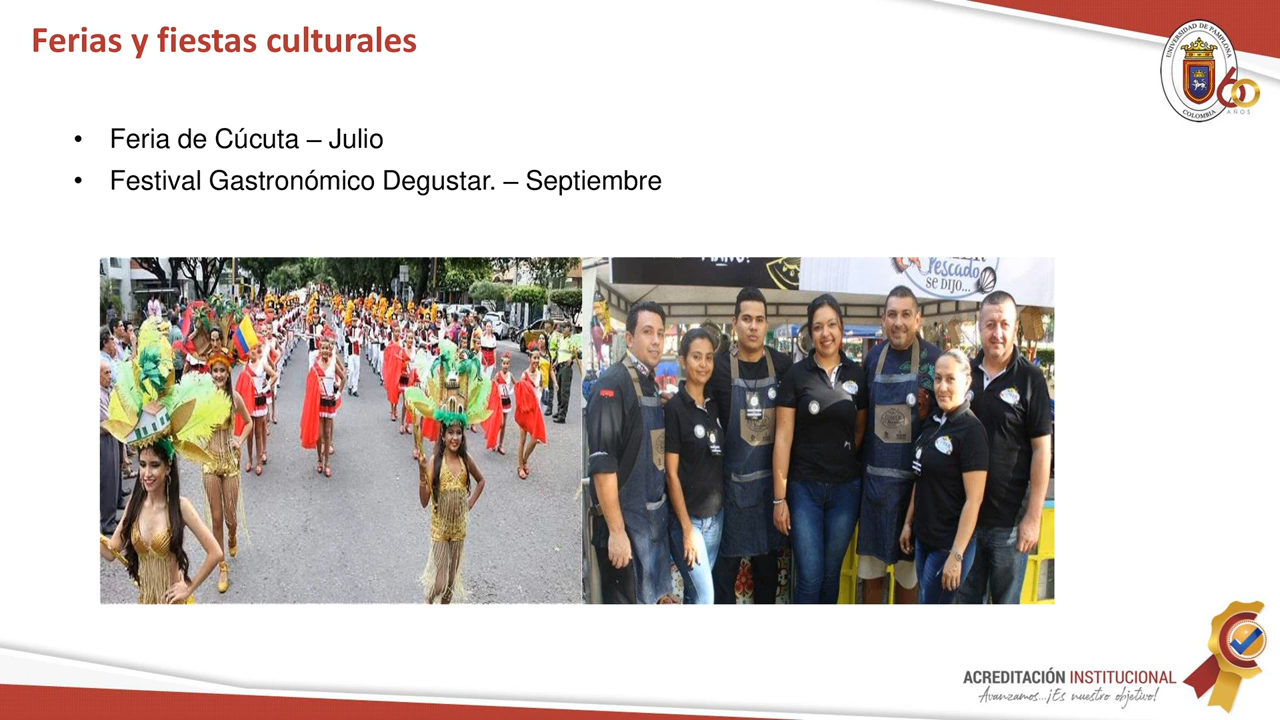 Ferias y fiestas culturales
UNIVERSIDAD DE PAMPLONA
COLOMBIA
60
AÑOS
• Feria de Cúcuta – Julio
• Festival Gastronómico Degustar. – Septiembre
Pescado
SE DIJO...
ACREDITACIÓN INSTITUCIONAL
Avanzamos...¡Es nuestro objetivo!